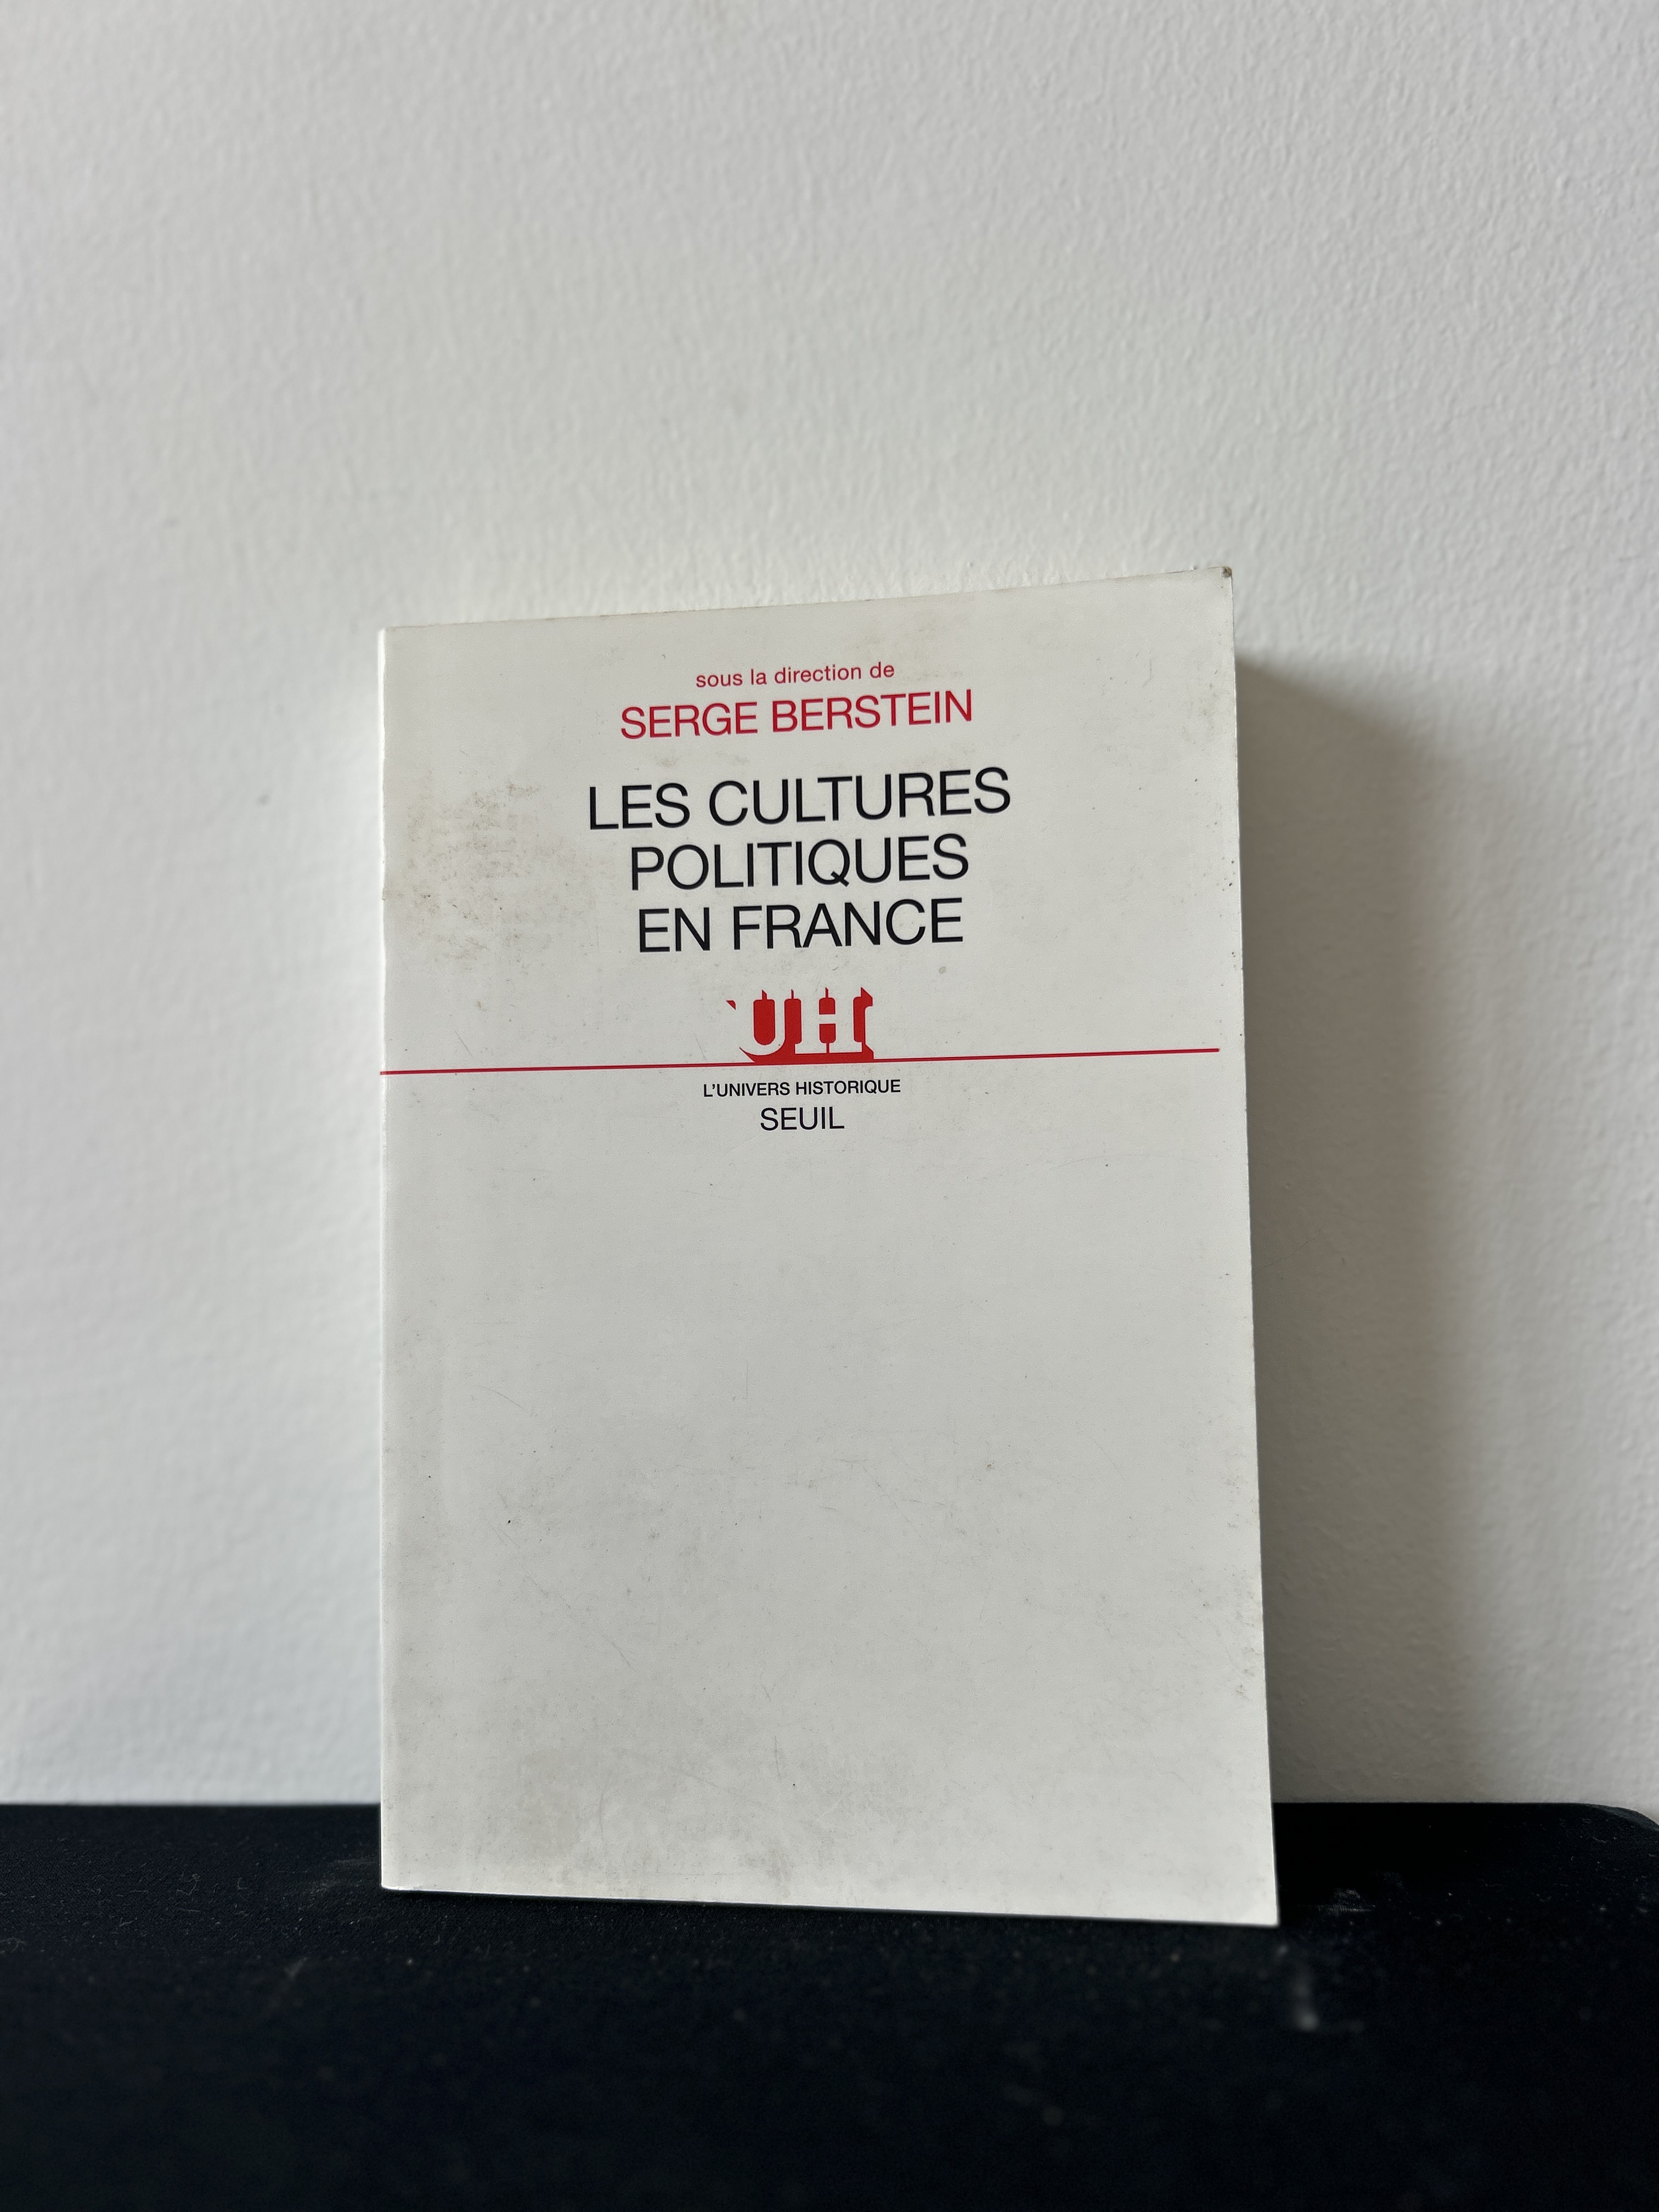 sous la direction de
SERGE BERSTEIN
LES CULTURES
POLITIQUES
EN FRANCE
UH
L'UNIVERS HISTORIQUE
SEUIL